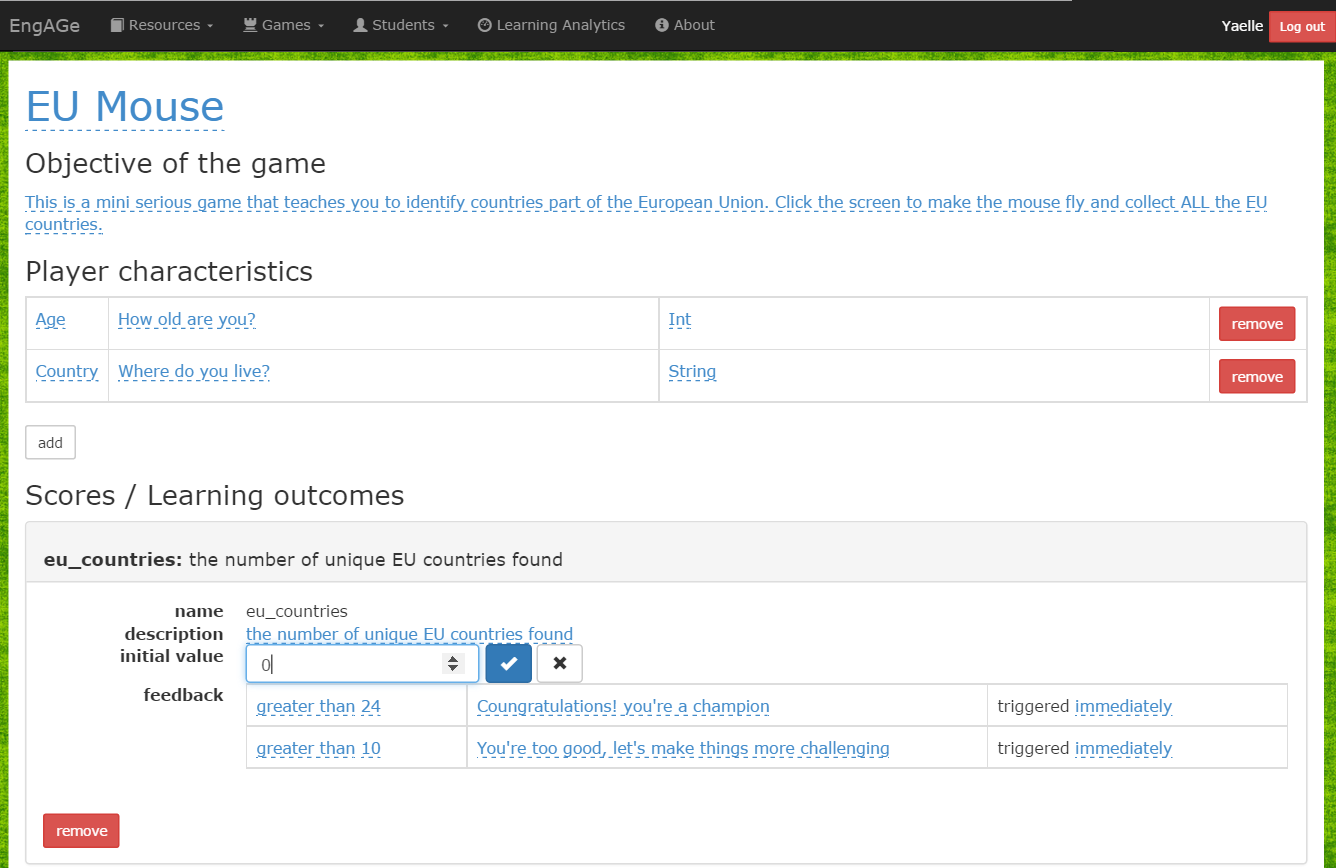 EngAGe Resources Games Students Learning Analytics About Yaelle Log out
EU Mouse
Objective of the game
This is a mini serious game that teaches you to identify countries part of the European Union. Click the screen to make the mouse fly and collect ALL the EU
countries.
Player characteristics
Age How old are you? Int remove
Country Where do you live? String remove
add
Scores / Learning outcomes
eu_countries: the number of unique EU countries found
name eu_countries
description the number of unique EU countries found
initial value 0
feedback
greater than 24 Coungratulations! you're a champion triggered immediately
greater than 10 You're too good, let's make things more challenging triggered immediately
remove